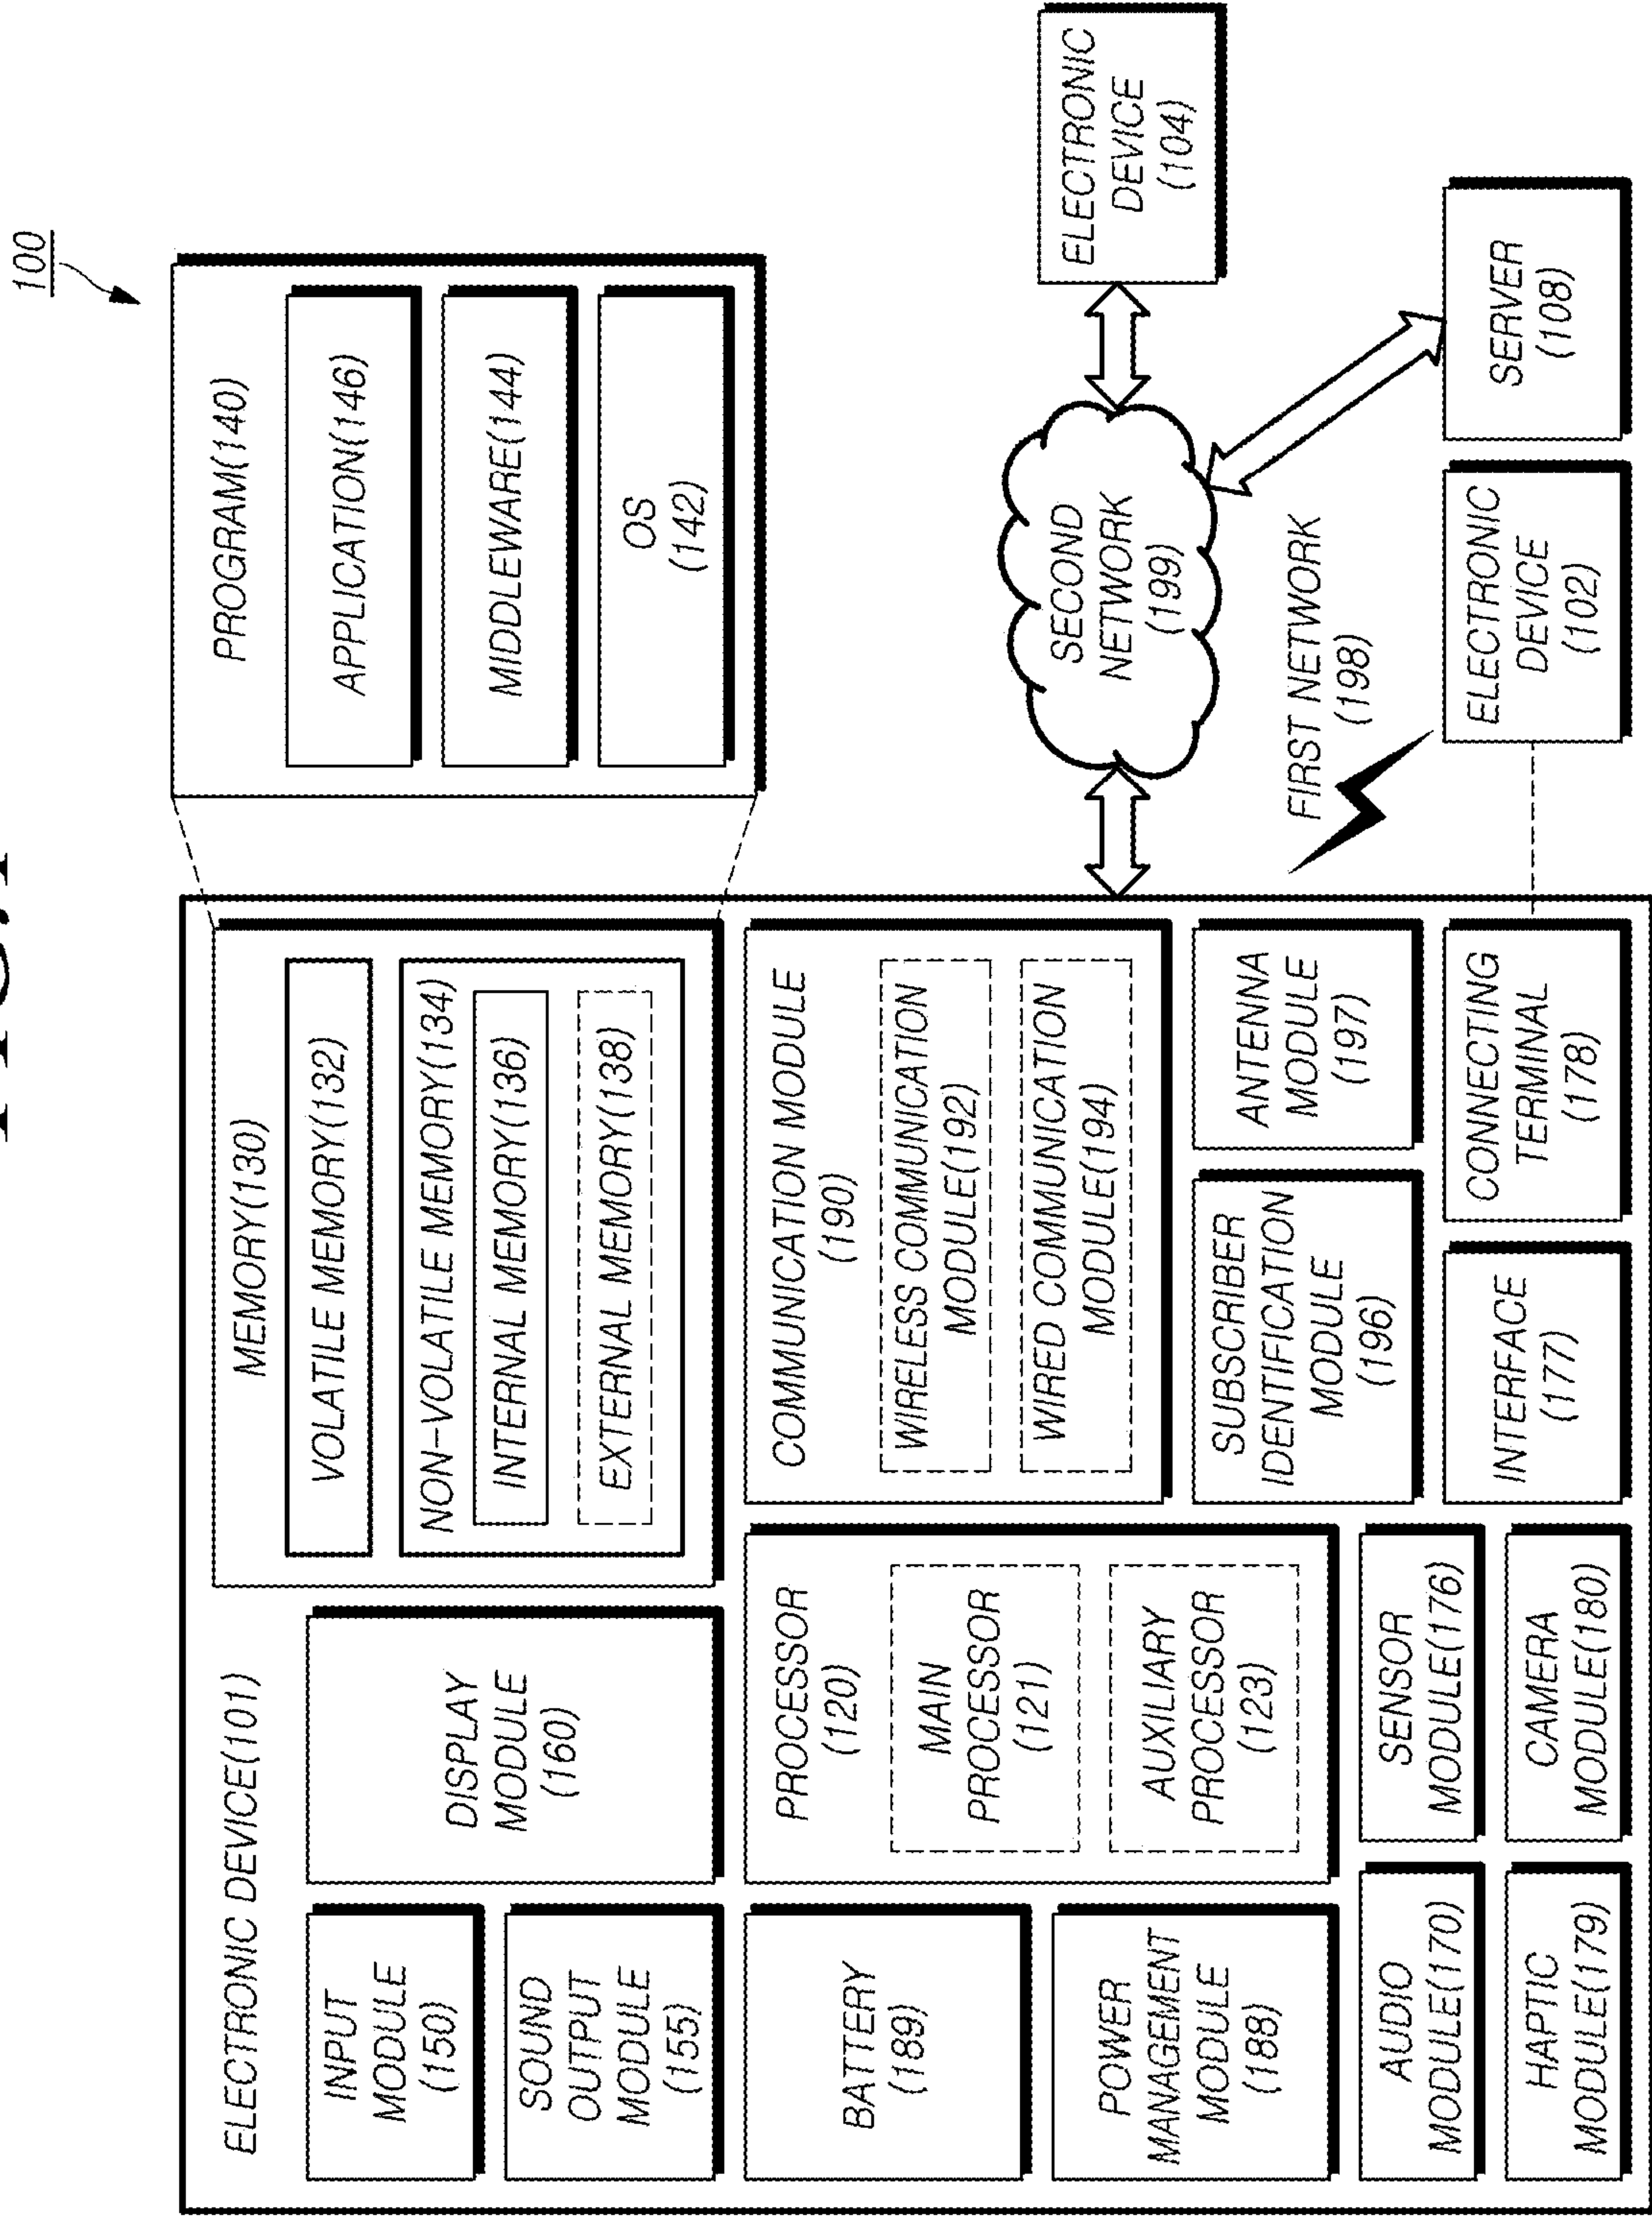 100
ELECTRONIC DEVICE(101)
INPUT
MODULE
(150)
SOUND
OUTPUT
MODULE
(155)
DISPLAY
MODULE
(160)
MEMORY(130)
VOLATILE MEMORY(132)
NON-VOLATILE MEMORY(134)
INTERNAL MEMORY(136)
EXTERNAL MEMORY(138)
PROGRAM(140)
APPLICATION(146)
MIDDLEWARE(144)
OS
(142)
BATTERY
(189)
POWER
MANAGEMENT
MODULE
(188)
PROCESSOR
(120)
MAIN
PROCESSOR
(121)
AUXILIARY
PROCESSOR
(123)
COMMUNICATION MODULE
(190)
WIRELESS COMMUNICATION
MODULE(192)
WIRED COMMUNICATION
MODULE(194)
SUBSCRIBER
IDENTIFICATION
MODULE
(196)
ANTENNA
MODULE
(197)
AUDIO
MODULE(170)
SENSOR
MODULE(176)
HAPTIC
MODULE(179)
CAMERA
MODULE(180)
INTERFACE
(177)
CONNECTING
TERMINAL
(178)
SECOND
NETWORK
(199)
ELECTRONIC
DEVICE
(104)
FIRST NETWORK
(198)
ELECTRONIC
DEVICE
(102)
SERVER
(108)